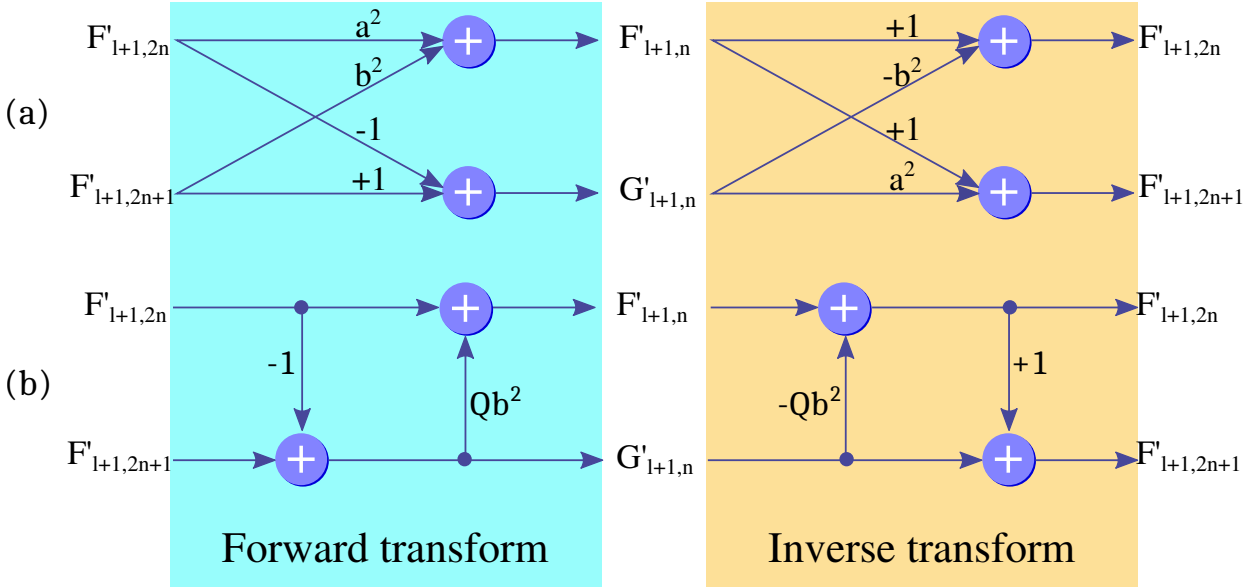 F'l+1,2n a² F'l+1,n +1 F'l+1,2n
b² -b²
(a)
-1 +1
F'l+1,2n+1 +1 G'l+1,n a² F'l+1,2n+1
F'l+1,2n F'l+1,n F'l+1,2n
-1 +1
(b) Qb² -Qb²
F'l+1,2n+1 G'l+1,n F'l+1,2n+1
Forward transform Inverse transform